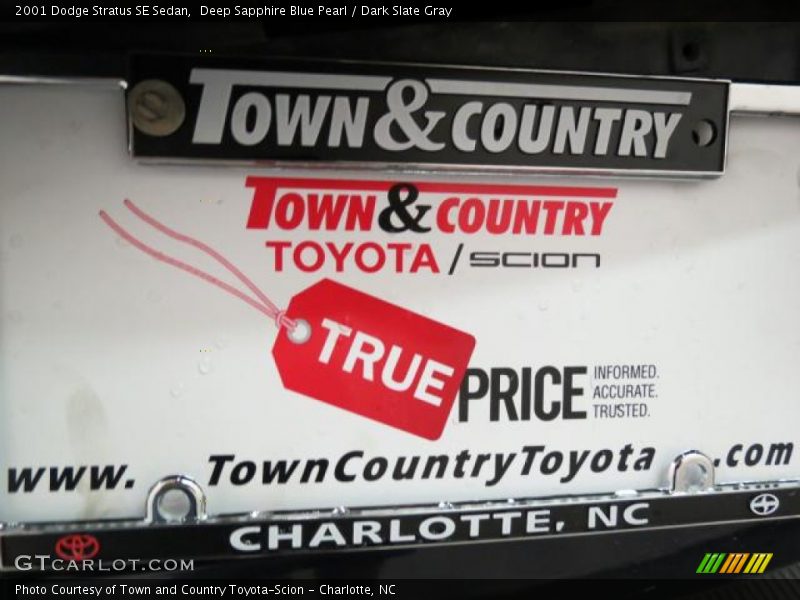 2001 Dodge Stratus SE Sedan,  Deep Sapphire Blue Pearl / Dark Slate Gray
TOWN & COUNTRY
TOWN & COUNTRY
TOYOTA / SCION
TRUE
PRICE
INFORMED.
ACCURATE.
TRUSTED.
www. TownCountryToyota .com
CHARLOTTE, NC
GTCARLOT.COM
Photo Courtesy of Town and Country Toyota-Scion - Charlotte, NC